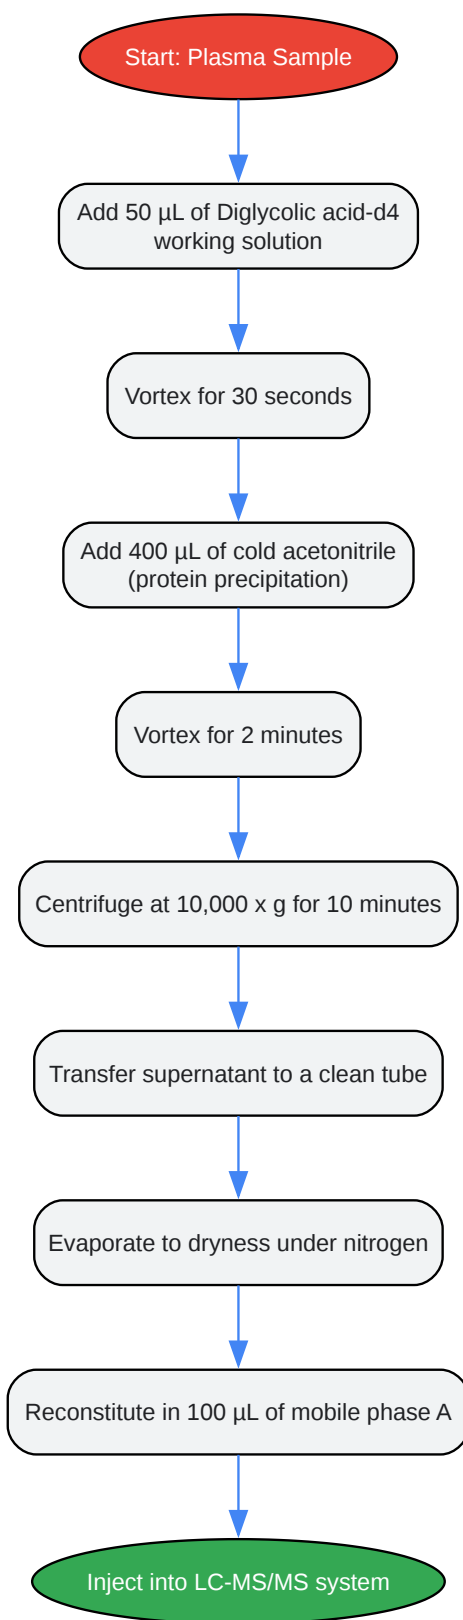 Start: Plasma Sample
Add 50 µL of Diglycolic acid-d4
working solution
Vortex for 30 seconds
Add 400 µL of cold acetonitrile
(protein precipitation)
Vortex for 2 minutes
Centrifuge at 10,000 x g for 10 minutes
Transfer supernatant to a clean tube
Evaporate to dryness under nitrogen
Reconstitute in 100 µL of mobile phase A
Inject into LC-MS/MS system